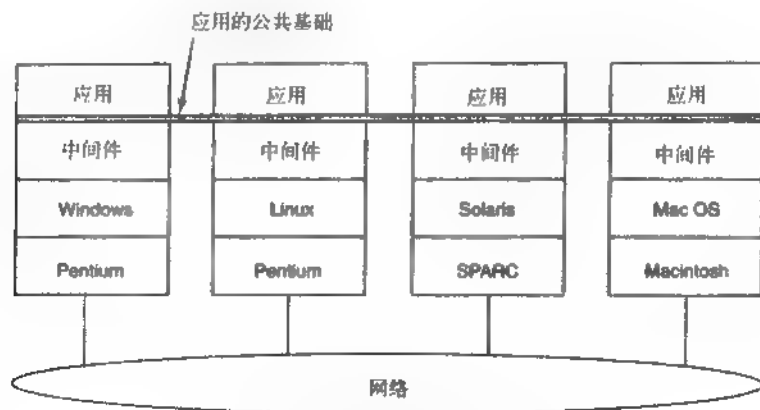 应用的公共基础
应用 应用 应用 应用
中间件 中间件 中间件 中间件
Windows Linux Solaris Mac OS
Pentium Pentium SPARC Macintosh
网络